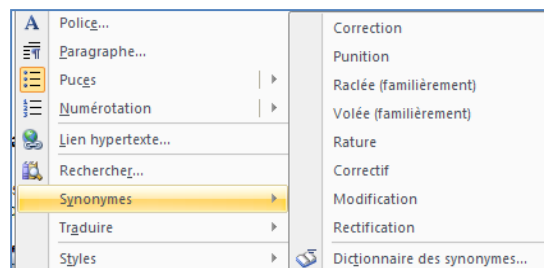 Police...
Paragraphe...
Puces
Numérotation
Lien hypertexte...
Rechercher...
Synonymes
Traduire
Styles
Correction
Punition
Raclée (familièrement)
Volée (familièrement)
Rature
Correctif
Modification
Rectification
Dictionnaire des synonymes...